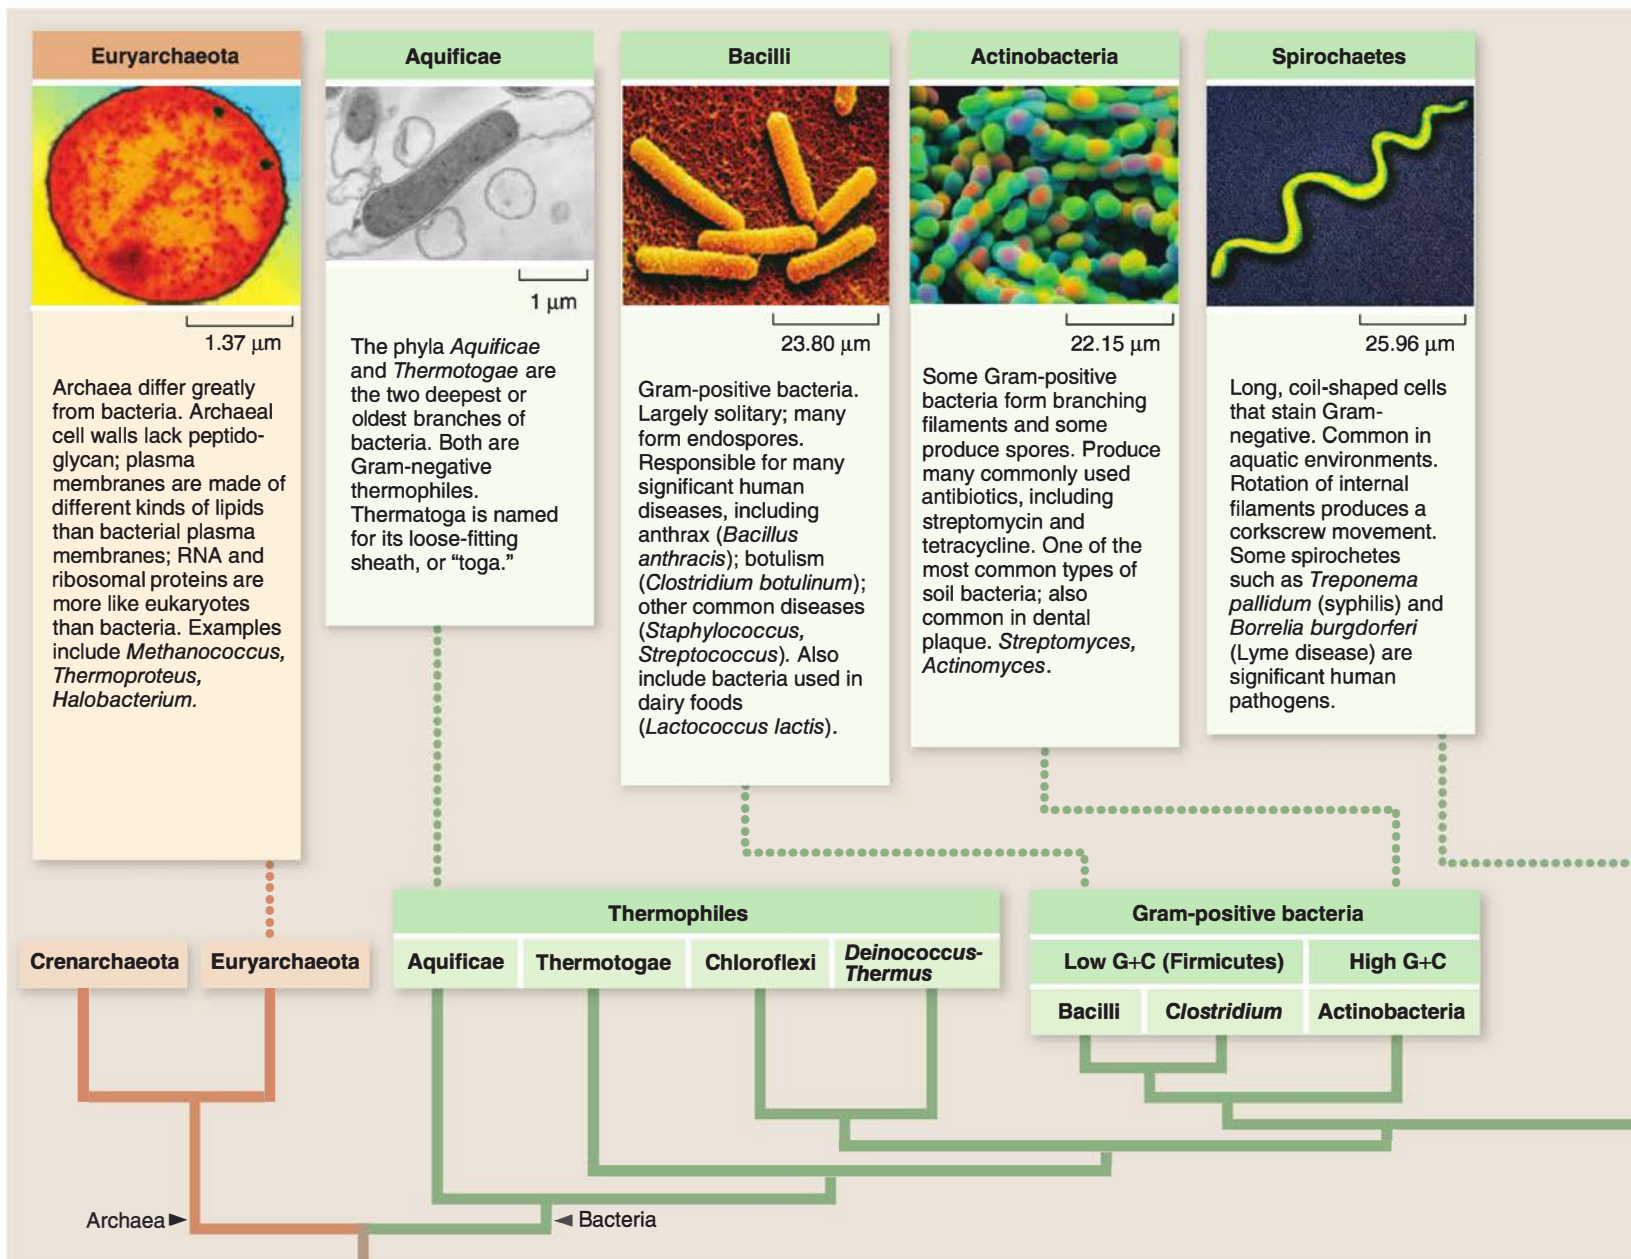 Euryarchaeota
1.37 µm
Archaea differ greatly
from bacteria. Archaeal
cell walls lack peptido-
glycan; plasma
membranes are made of
different kinds of lipids
than bacterial plasma
membranes; RNA and
ribosomal proteins are
more like eukaryotes
than bacteria. Examples
include Methanococcus,
Thermoproteus,
Halobacterium.
Aquificae
1 µm
The phyla Aquificae
and Thermotogae are
the two deepest or
oldest branches of
bacteria. Both are
Gram-negative
thermophiles.
Thermatoga is named
for its loose-fitting
sheath, or “toga.”
Bacilli
23.80 µm
Gram-positive bacteria.
Largely solitary; many
form endospores.
Responsible for many
significant human
diseases, including
anthrax (Bacillus
anthracis); botulism
(Clostridium botulinum);
other common diseases
(Staphylococcus,
Streptococcus). Also
include bacteria used in
dairy foods
(Lactococcus lactis).
Actinobacteria
22.15 µm
Some Gram-positive
bacteria form branching
filaments and some
produce spores. Produce
many commonly used
antibiotics, including
streptomycin and
tetracycline. One of the
most common types of
soil bacteria; also
common in dental
plaque. Streptomyces,
Actinomyces.
Spirochaetes
25.96 µm
Long, coil-shaped cells
that stain Gram-
negative. Common in
aquatic environments.
Rotation of internal
filaments produces a
corkscrew movement.
Some spirochetes
such as Treponema
pallidum (syphilis) and
Borrelia burgdorferi
(Lyme disease) are
significant human
pathogens.
Crenarchaeota
Euryarchaeota
Thermophiles
Aquificae
Thermotogae
Chloroflexi
Deinococcus-
Thermus
Gram-positive bacteria
Low G+C (Firmicutes)
High G+C
Bacilli
Clostridium
Actinobacteria
Archaea
Bacteria